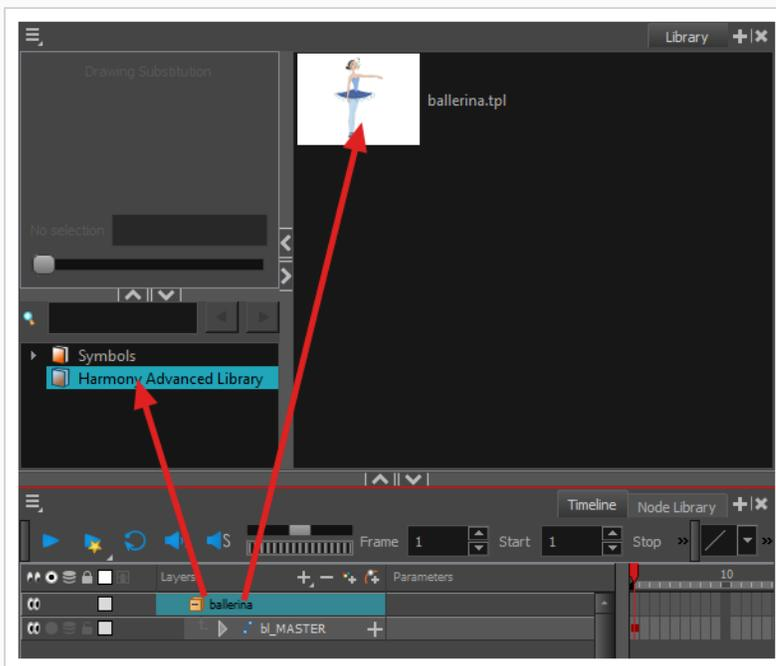 Library
Drawing Substitution
ballerina.tpl
No selection
Symbols
Harmony Advanced Library
Timeline
Node Library
S
Frame
1
Start
1
Stop
Layers
Parameters
10
ballerina
bl_MASTER